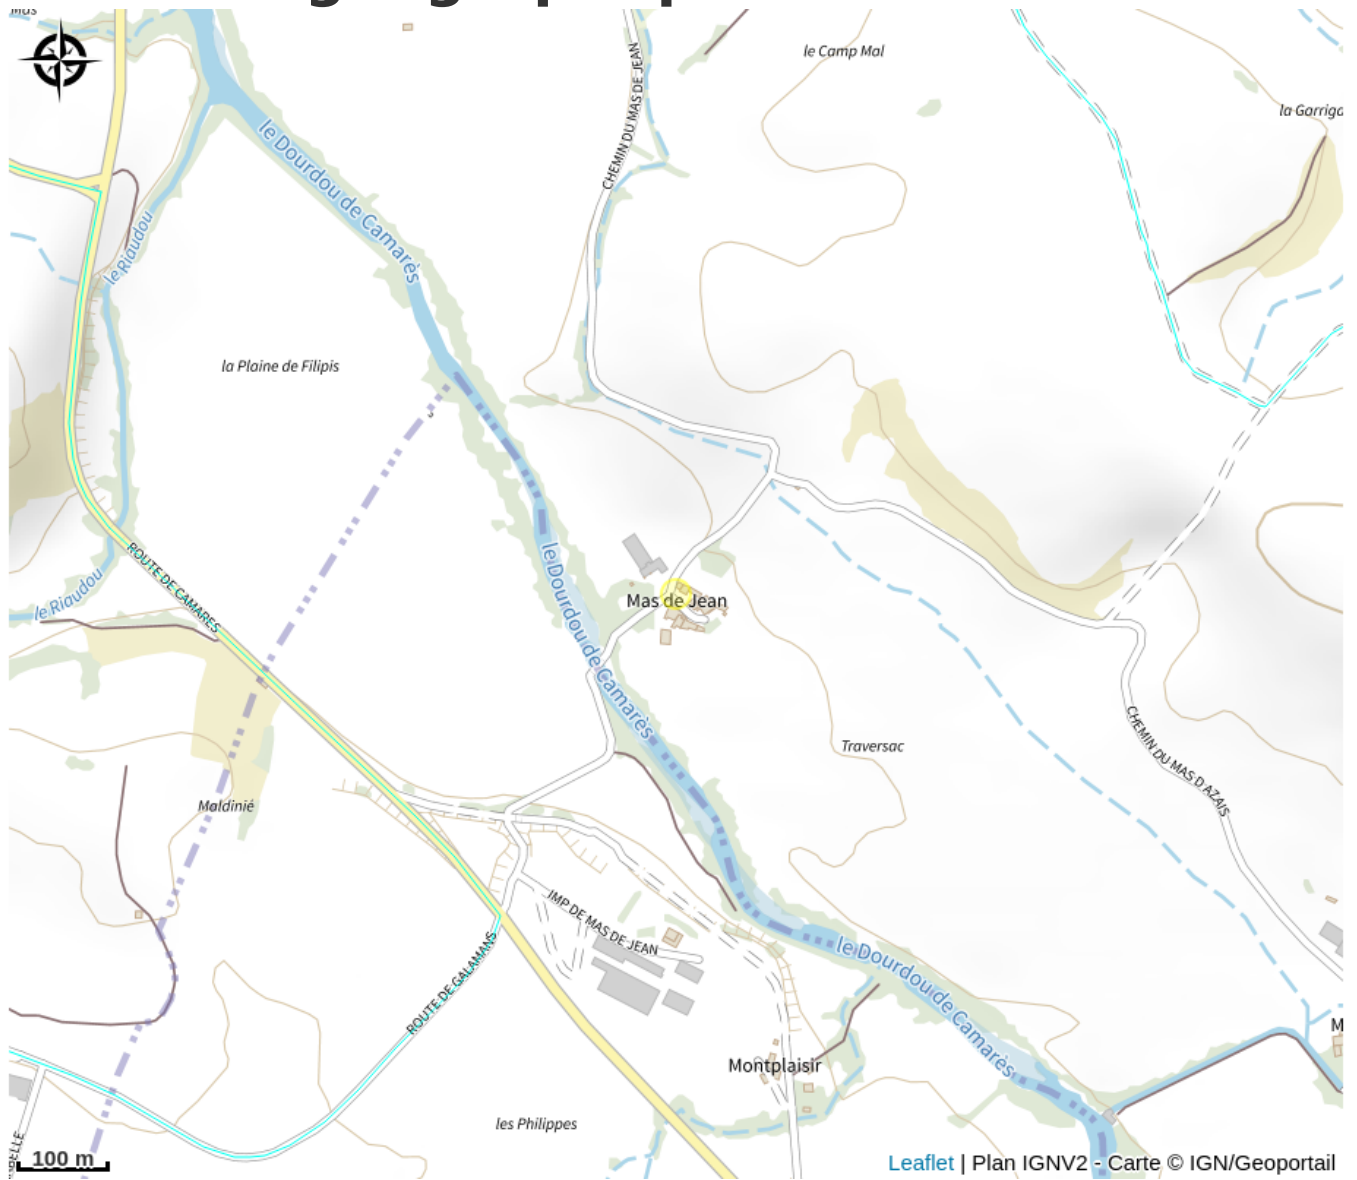 le Camp Mal
CHEMIN DU MAS DE JEAN
le Dourdou de Camarès
le Riaudou
la Plaine de Filipis
ROUTE DE CAMARES
le Riaudou
le Dourdou de Camarès
Mas de Jean
Traversac
CHEMIN DU MAS D AZAIS
Maldinié
IMP DE MAS DE JEAN
ROUTE DE GALAMANS
le Dourdou de Camarès
Montplaisir
les Philippes
100 m
Leaflet | Plan IGNV2 - Carte © IGN/Geoportail